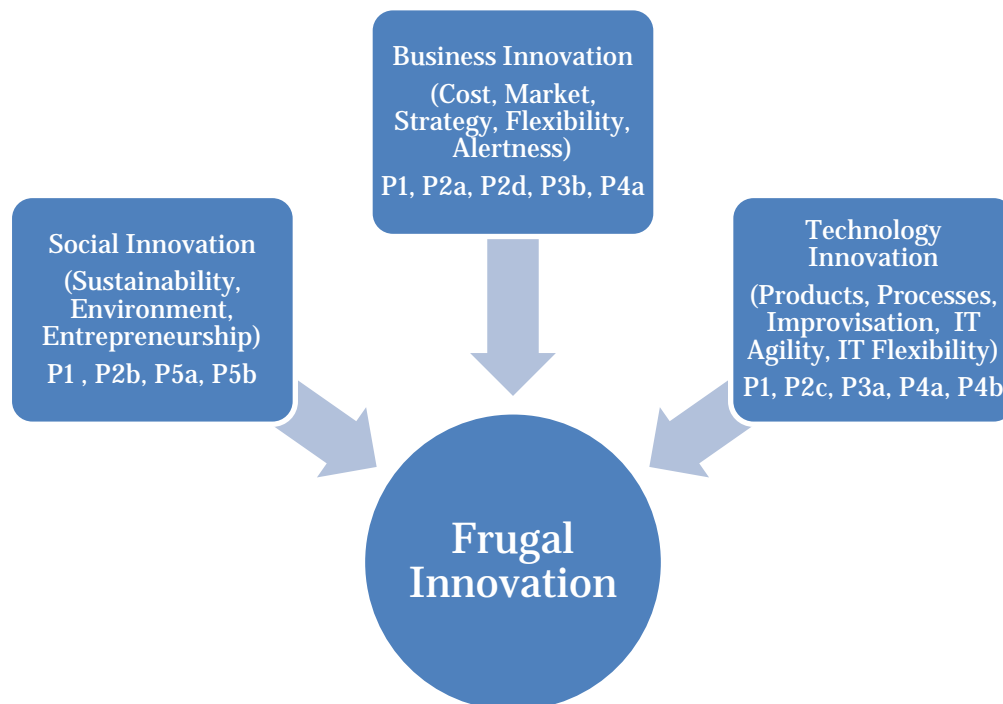 Business Innovation
(Cost, Market,
Strategy, Flexibility,
Alertness)
P1, P2a, P2d, P3b, P4a
Social Innovation
(Sustainability,
Environment,
Entrepreneurship)
P1 , P2b, P5a, P5b
Technology
Innovation
(Products, Processes,
Improvisation,  IT
Agility, IT Flexibility)
P1, P2c, P3a, P4a, P4b
Frugal
Innovation